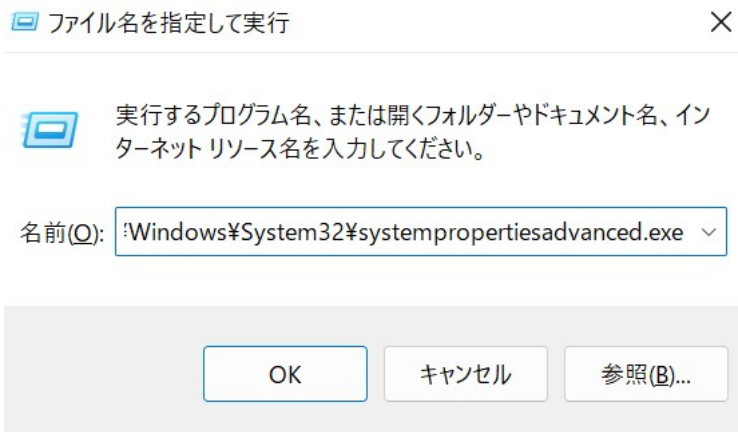 ファイル名を指定して実行
実行するプログラム名、または開くフォルダーやドキュメント名、イン
ターネット リソース名を入力してください。
名前(O): ¥Windows¥System32¥systempropertiesadvanced.exe
OK キャンセル 参照(B)...